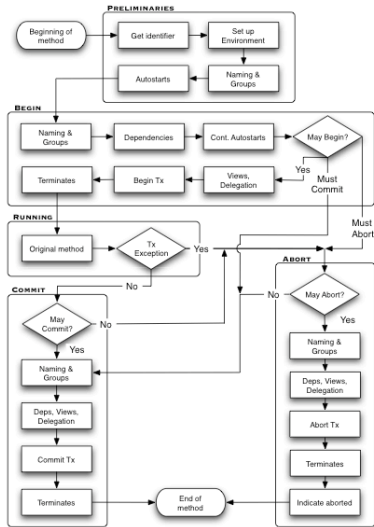 PRELIMINARIES
Beginning of
method
Get identifier
Set up
Environment
Autostarts
Naming &
Groups
BEGIN
Naming &
Groups
Dependencies
Cont. Autostarts
May Begin?
Terminates
Begin Tx
Views,
Delegation
Yes
Must
Commit
Must
Abort
RUNNING
Original method
Tx
Exception
Yes
No
COMMIT
May
Commit?
No
Yes
Naming &
Groups
Deps, Views,
Delegation
Commit Tx
Terminates
ABORT
May Abort?
No
Yes
Naming &
Groups
Deps, Views,
Delegation
Abort Tx
Terminates
Indicate aborted
End of
method